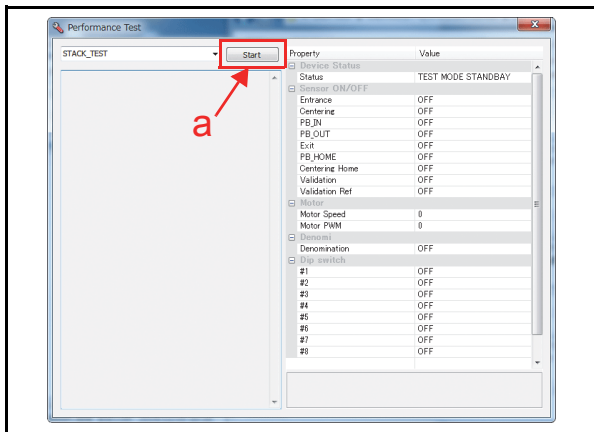 Performance Test
STACK_TEST Start
a
Property Value
Device Status
Status TEST MODE STANDBAY
Sensor ON/OFF
Entrance OFF
Centering OFF
PB_IN OFF
PB_OUT OFF
Exit OFF
PB_HOME OFF
Centering Home OFF
Validation OFF
Validation Ref OFF
Motor
Motor Speed 0
Motor PWM 0
Denomi
Denomination OFF
Dip switch
#1 OFF
#2 OFF
#3 OFF
#4 OFF
#5 OFF
#6 OFF
#7 OFF
#8 OFF